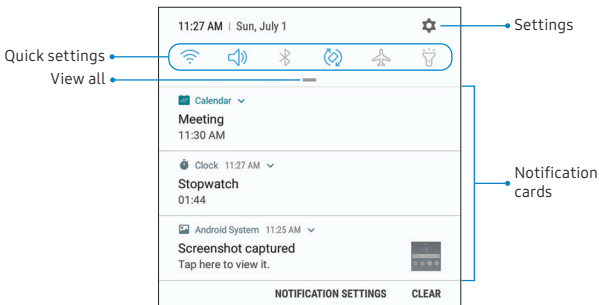 11:27 AM | Sun, July 1
Settings
Quick settings
View all
Calendar
Meeting
11:30 AM
Clock 11:27 AM
Stopwatch
01:44
Notification
cards
Android System 11:25 AM
Screenshot captured
Tap here to view it.
NOTIFICATION SETTINGS CLEAR